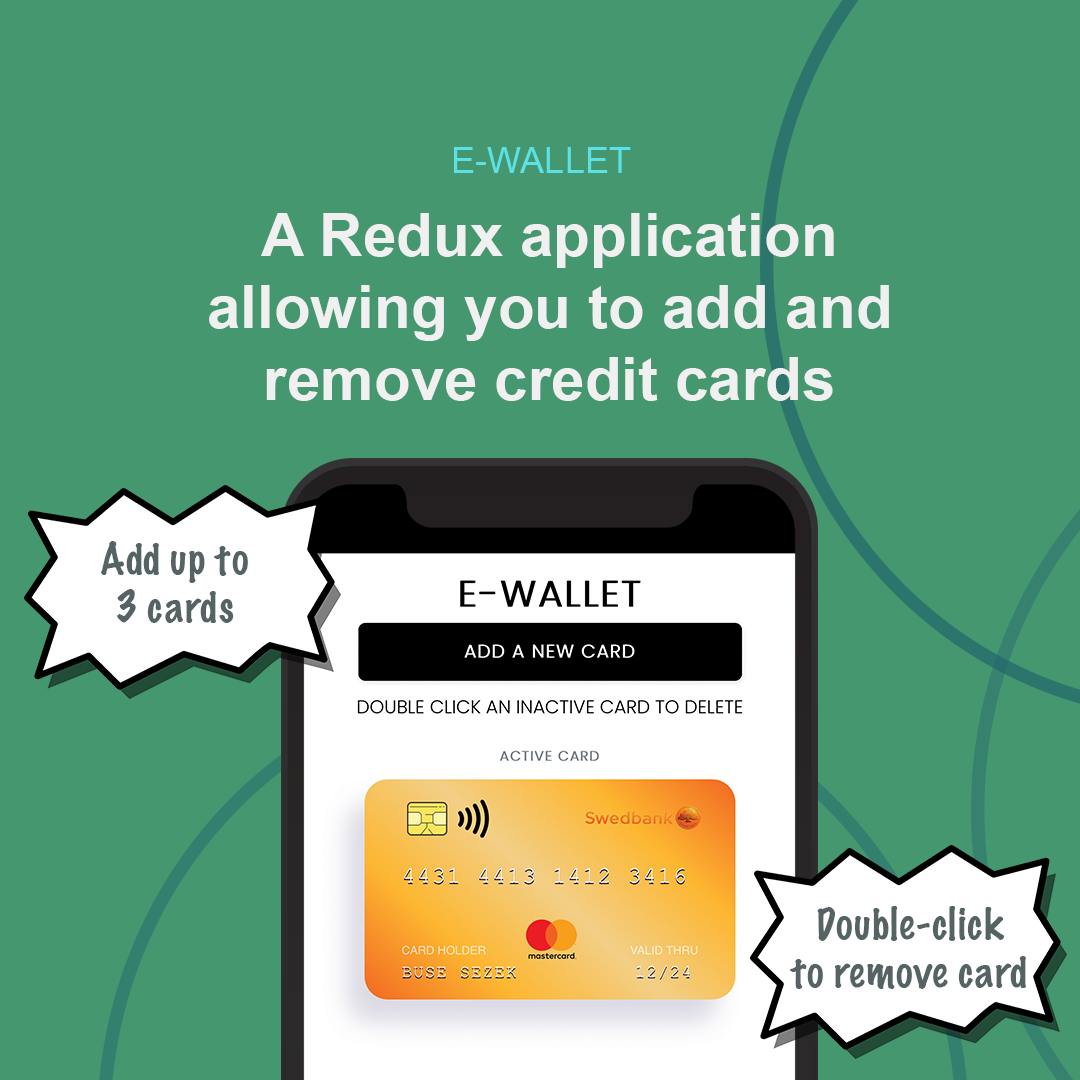 E-WALLET
A Redux application
allowing you to add and
remove credit cards
Add up to
3 cards
E-WALLET
ADD A NEW CARD
DOUBLE CLICK AN INACTIVE CARD TO DELETE
ACTIVE CARD
Swedbank
4431 4413 1412 3416
mastercard.
CARD HOLDER
VALID THRU
BUSE SEZEK
12/24
Double-click
to remove card